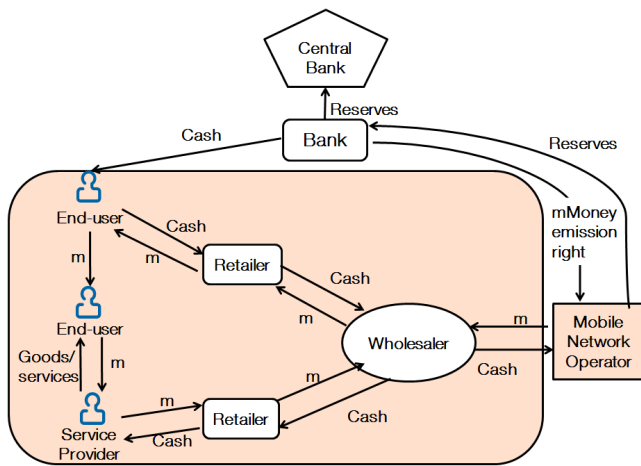 Central
Bank
Reserves
Cash
Bank
Reserves
End-user
Cash
m
mMoney
emission
right
m
Retailer
Cash
m
End-user
m
Wholesaler
Mobile
Network
Operator
Goods/
services
m
m
Cash
m
Retailer
Cash
Service
Provider
Cash